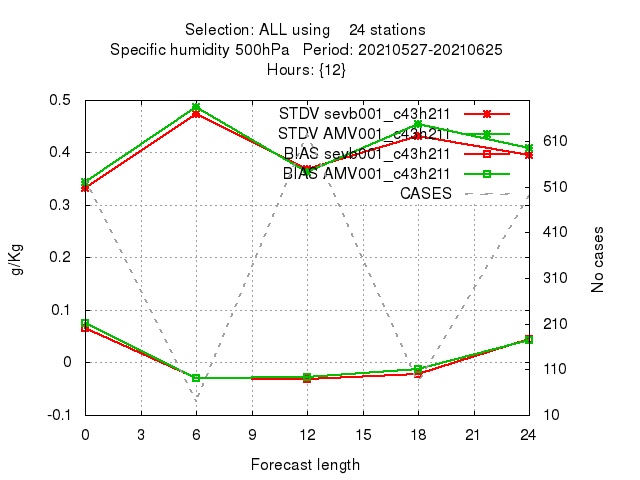 Selection: ALL using    24 stations
Specific humidity 500hPa   Period: 20210527-20210625
Hours: {12}
STDV sevb001_c43h211
STDV AMV001_c43h211
BIAS sevb001_c43h211
BIAS AMV001_c43h211
CASES
0.5
0.4
0.3
0.2
0.1
0
-0.1
g/Kg
610
510
410
310
210
110
10
No cases
0 3 6 9 12 15 18 21 24
Forecast length